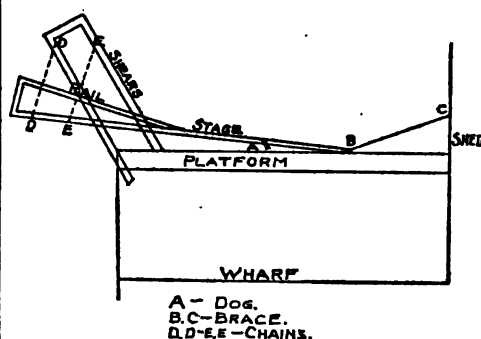 D
E
SHEARS
RAIL
D
E
STAGE
A
B
C
SHED
PLATFORM
WHARF
A – DOG.
B.C – BRACE.
D.D-E.E – CHAINS.